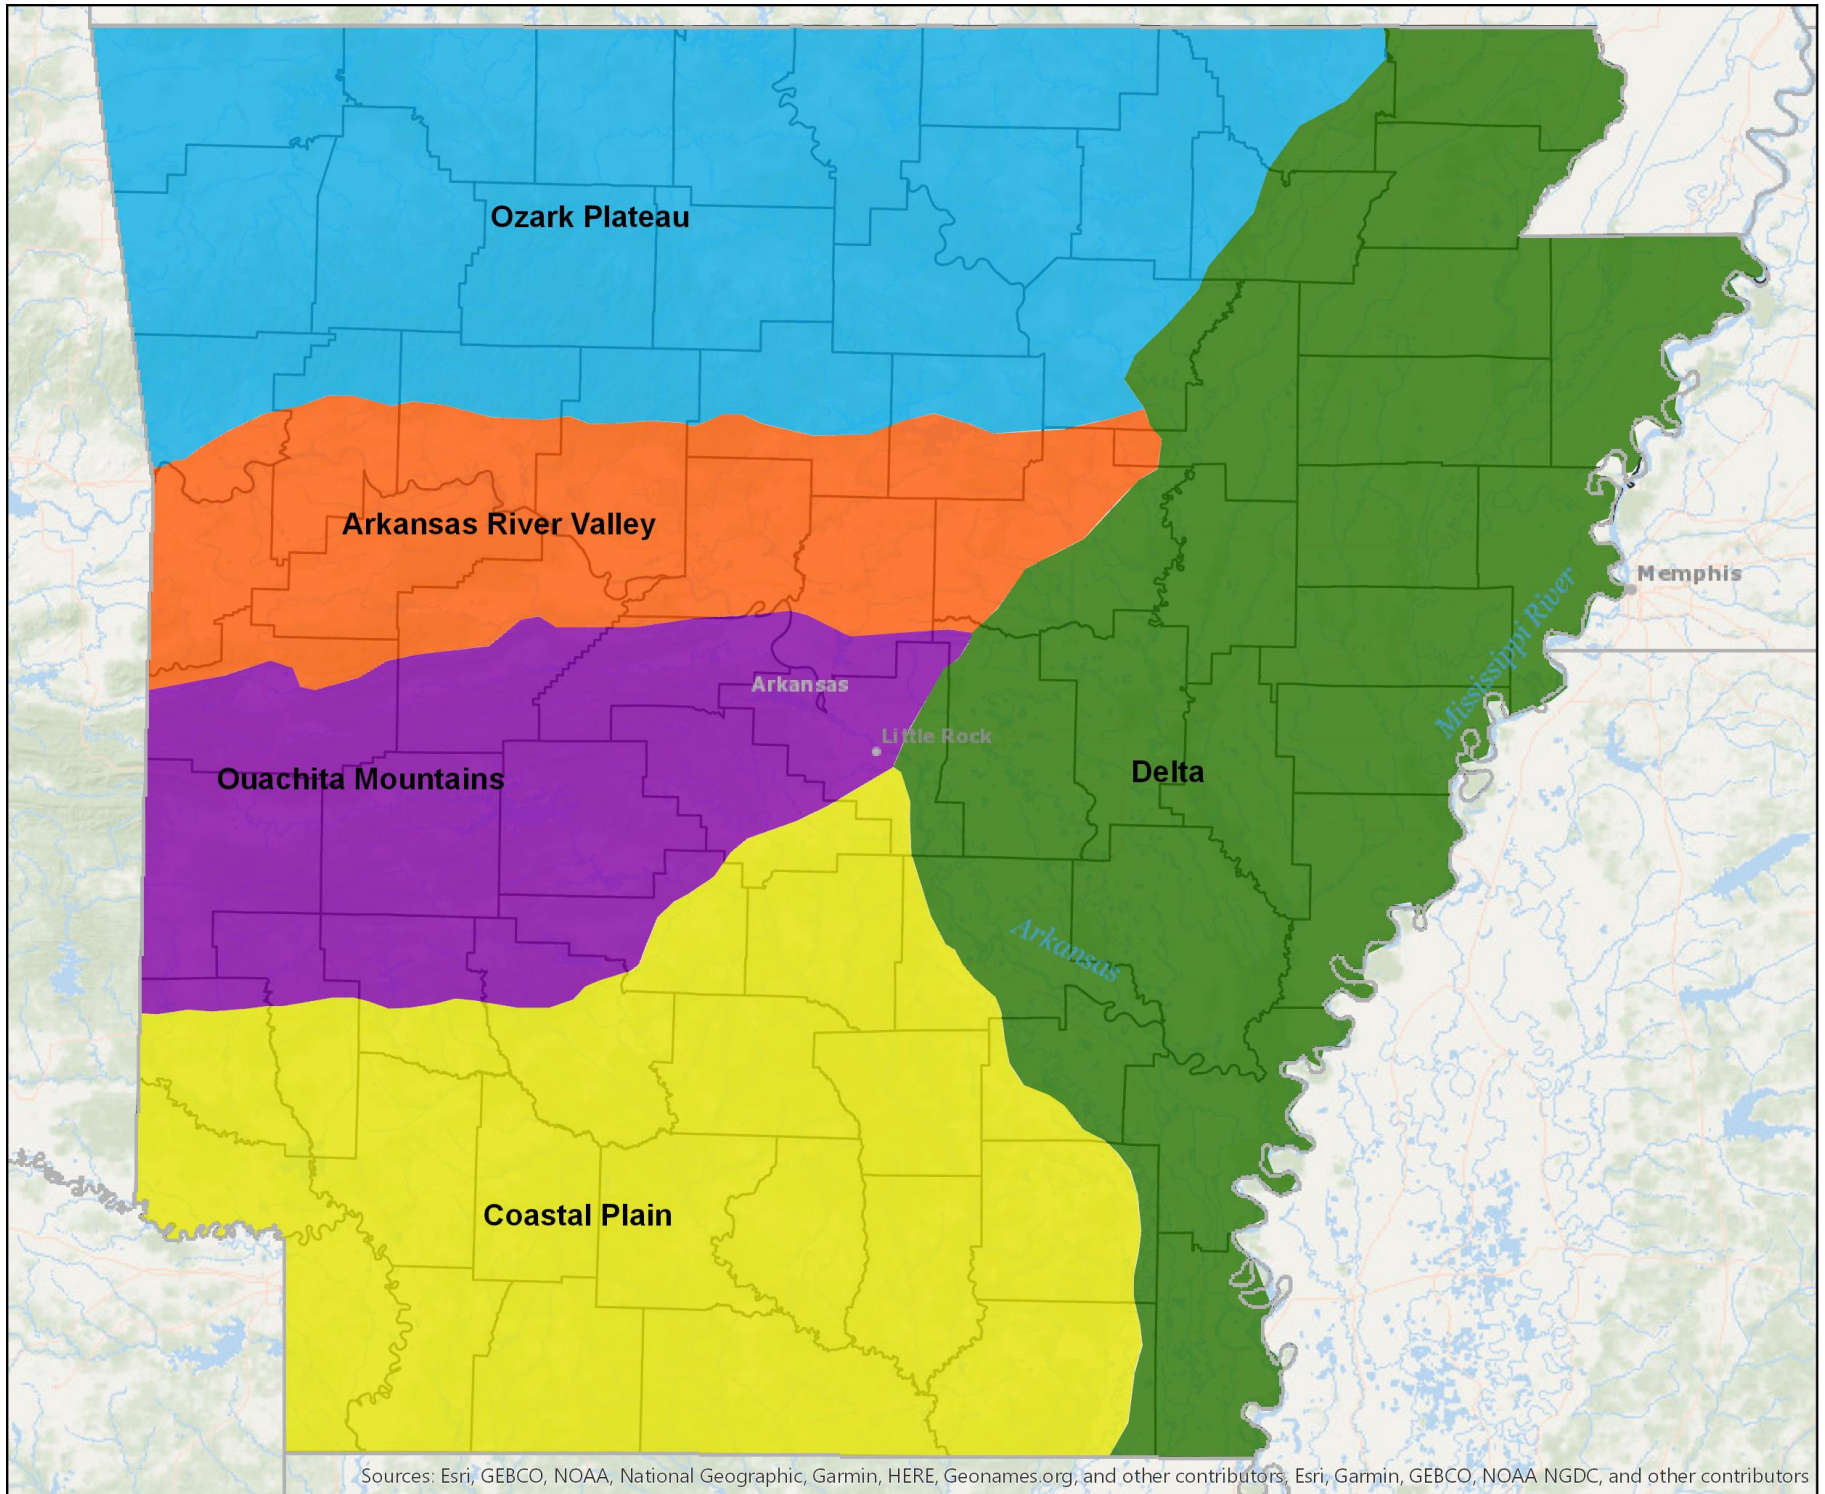 Ozark Plateau
Arkansas River Valley
Memphis
Mississippi River
Arkansas
Little Rock
Ouachita Mountains
Delta
Arkansas
Coastal Plain
Sources: Esri, GEBCO, NOAA, National Geographic, Garmin, HERE, Geonames.org, and other contributors, Esri, Garmin, GEBCO, NOAA NGDC, and other contributors